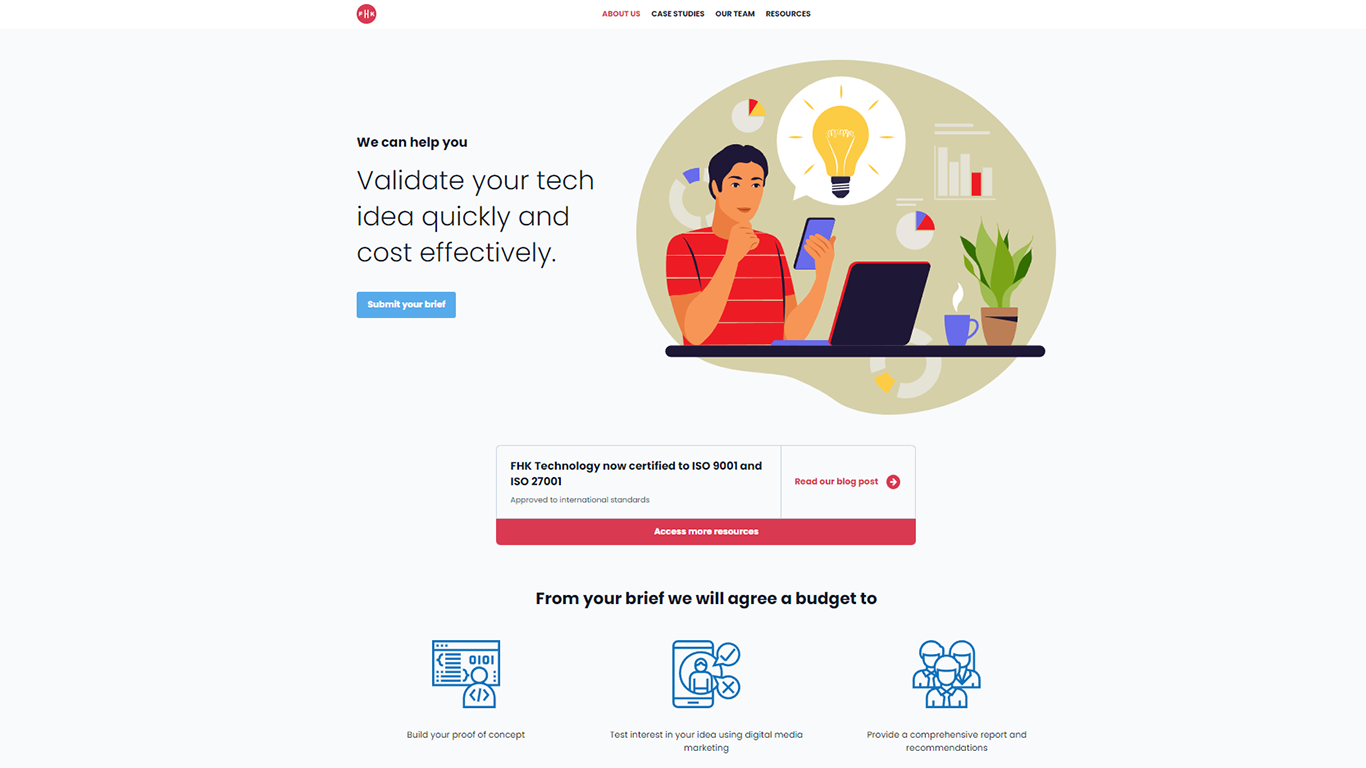 FHK
ABOUT US CASE STUDIES OUR TEAM RESOURCES
We can help you
Validate your tech
idea quickly and
cost effectively.
Submit your brief
FHK Technology now certified to ISO 9001 and
ISO 27001
Approved to international standards
Read our blog post
Access more resources
From your brief we will agree a budget to
0101
Build your proof of concept
Test interest in your idea using digital media
marketing
Provide a comprehensive report and
recommendations